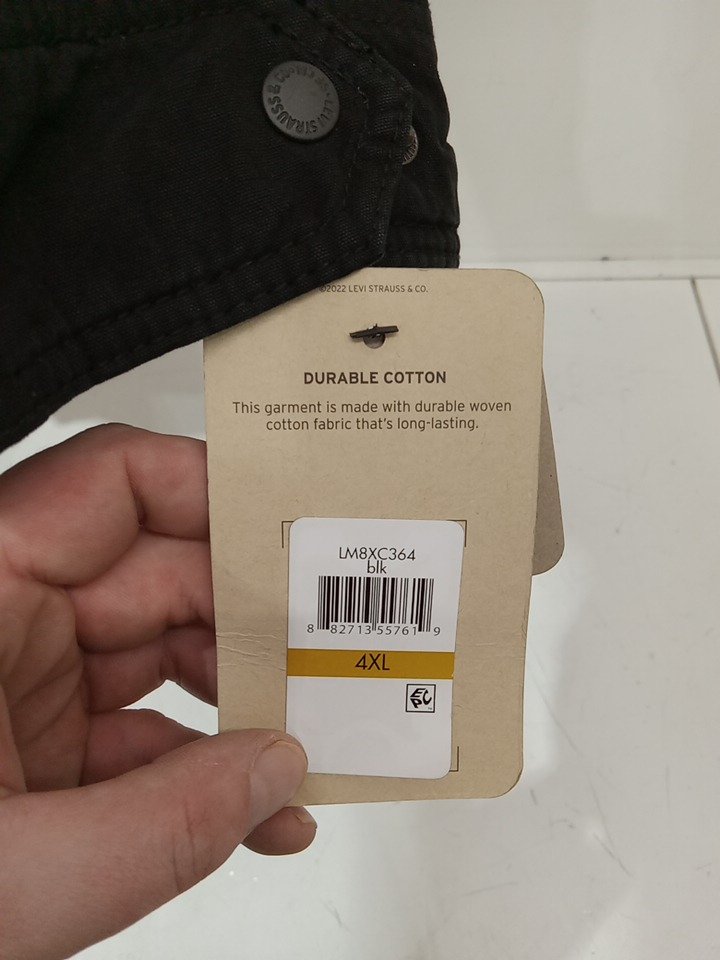 LEVI STRAUSS & CO
©2022 LEVI STRAUSS & CO.
DURABLE COTTON
This garment is made with durable woven
cotton fabric that's long-lasting.
LM8XC364
blk
8 82713 55761 9
4XL
EPC